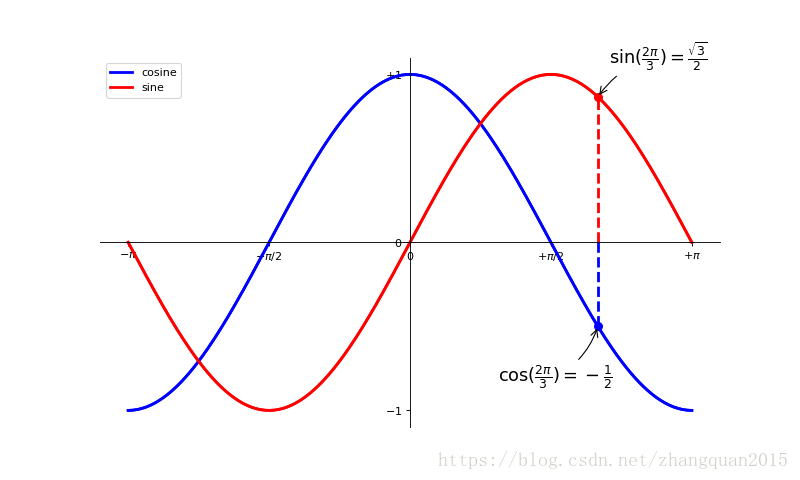 sin(2π/3) = √3/2
cosine
sine
+1
0
−π
−π/2
0
+π/2
+π
cos(2π/3) = −1/2
−1
https://blog.csdn.net/zhangquan2015